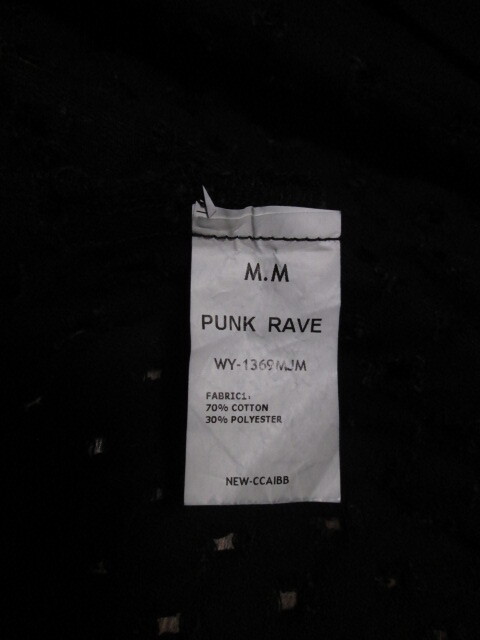 M.M
PUNK RAVE
WY-1369MJM
FABRIC1:
70% COTTON
30% POLYESTER
NEW-CCAIBB